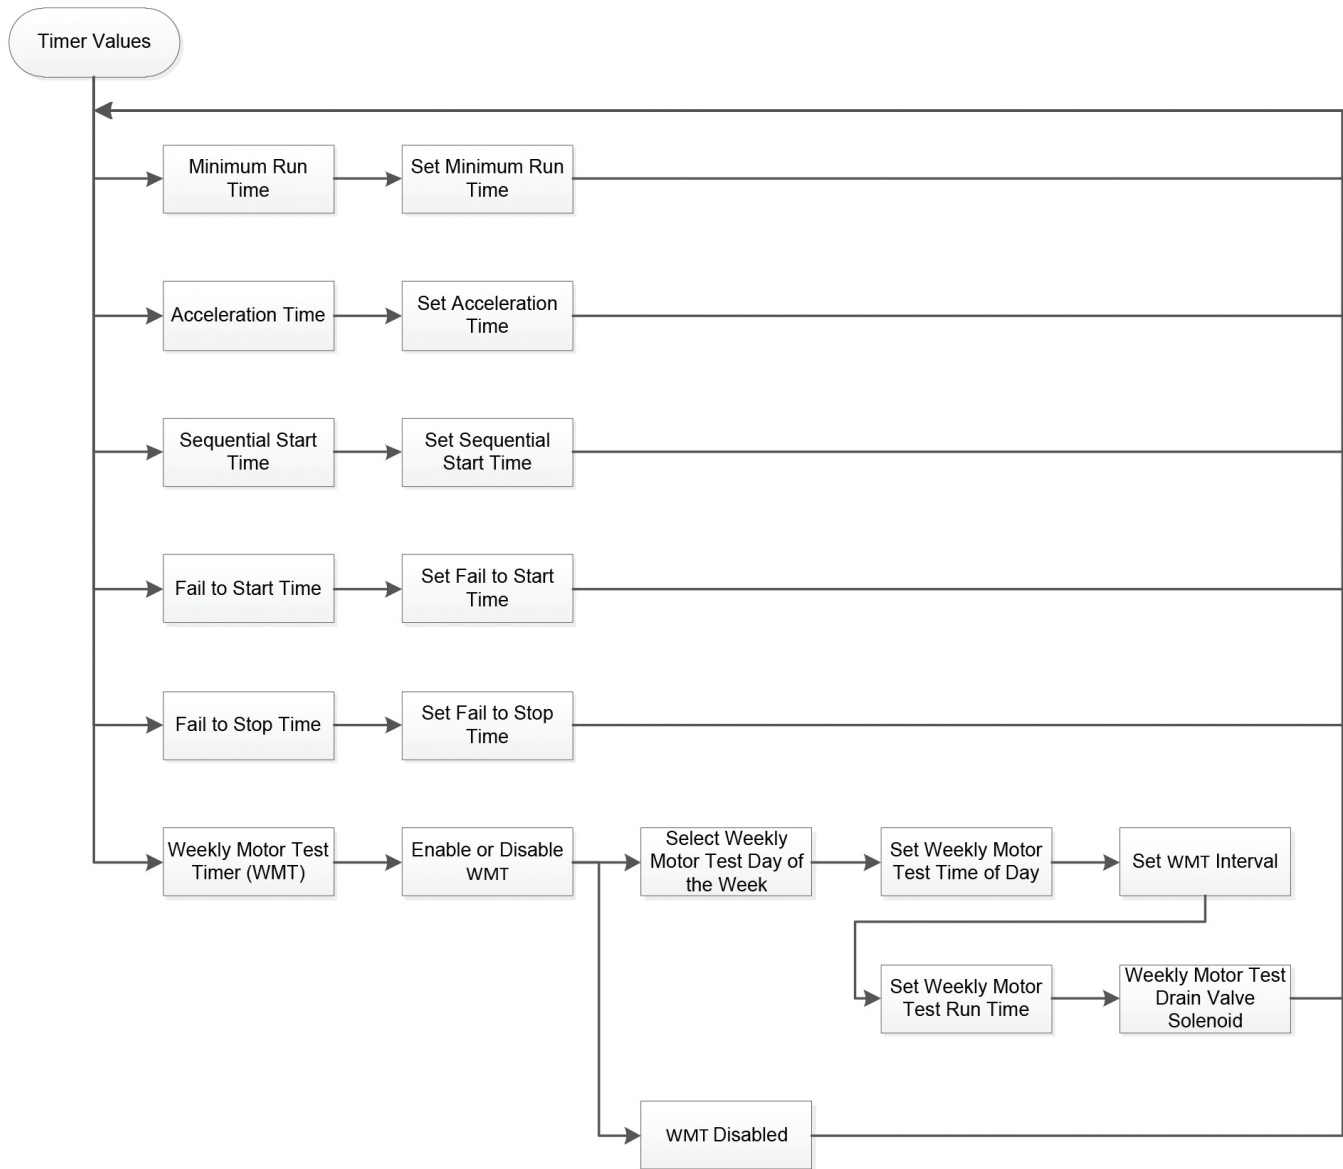 Timer Values
Minimum Run
Time
Set Minimum Run
Time
Acceleration Time
Set Acceleration
Time
Sequential Start
Time
Set Sequential
Start Time
Fail to Start Time
Set Fail to Start
Time
Fail to Stop Time
Set Fail to Stop
Time
Weekly Motor Test
Timer (WMT)
Enable or Disable
WMT
Select Weekly
Motor Test Day of
the Week
Set Weekly Motor
Test Time of Day
Set WMT Interval
Set Weekly Motor
Test Run Time
Weekly Motor Test
Drain Valve
Solenoid
WMT Disabled